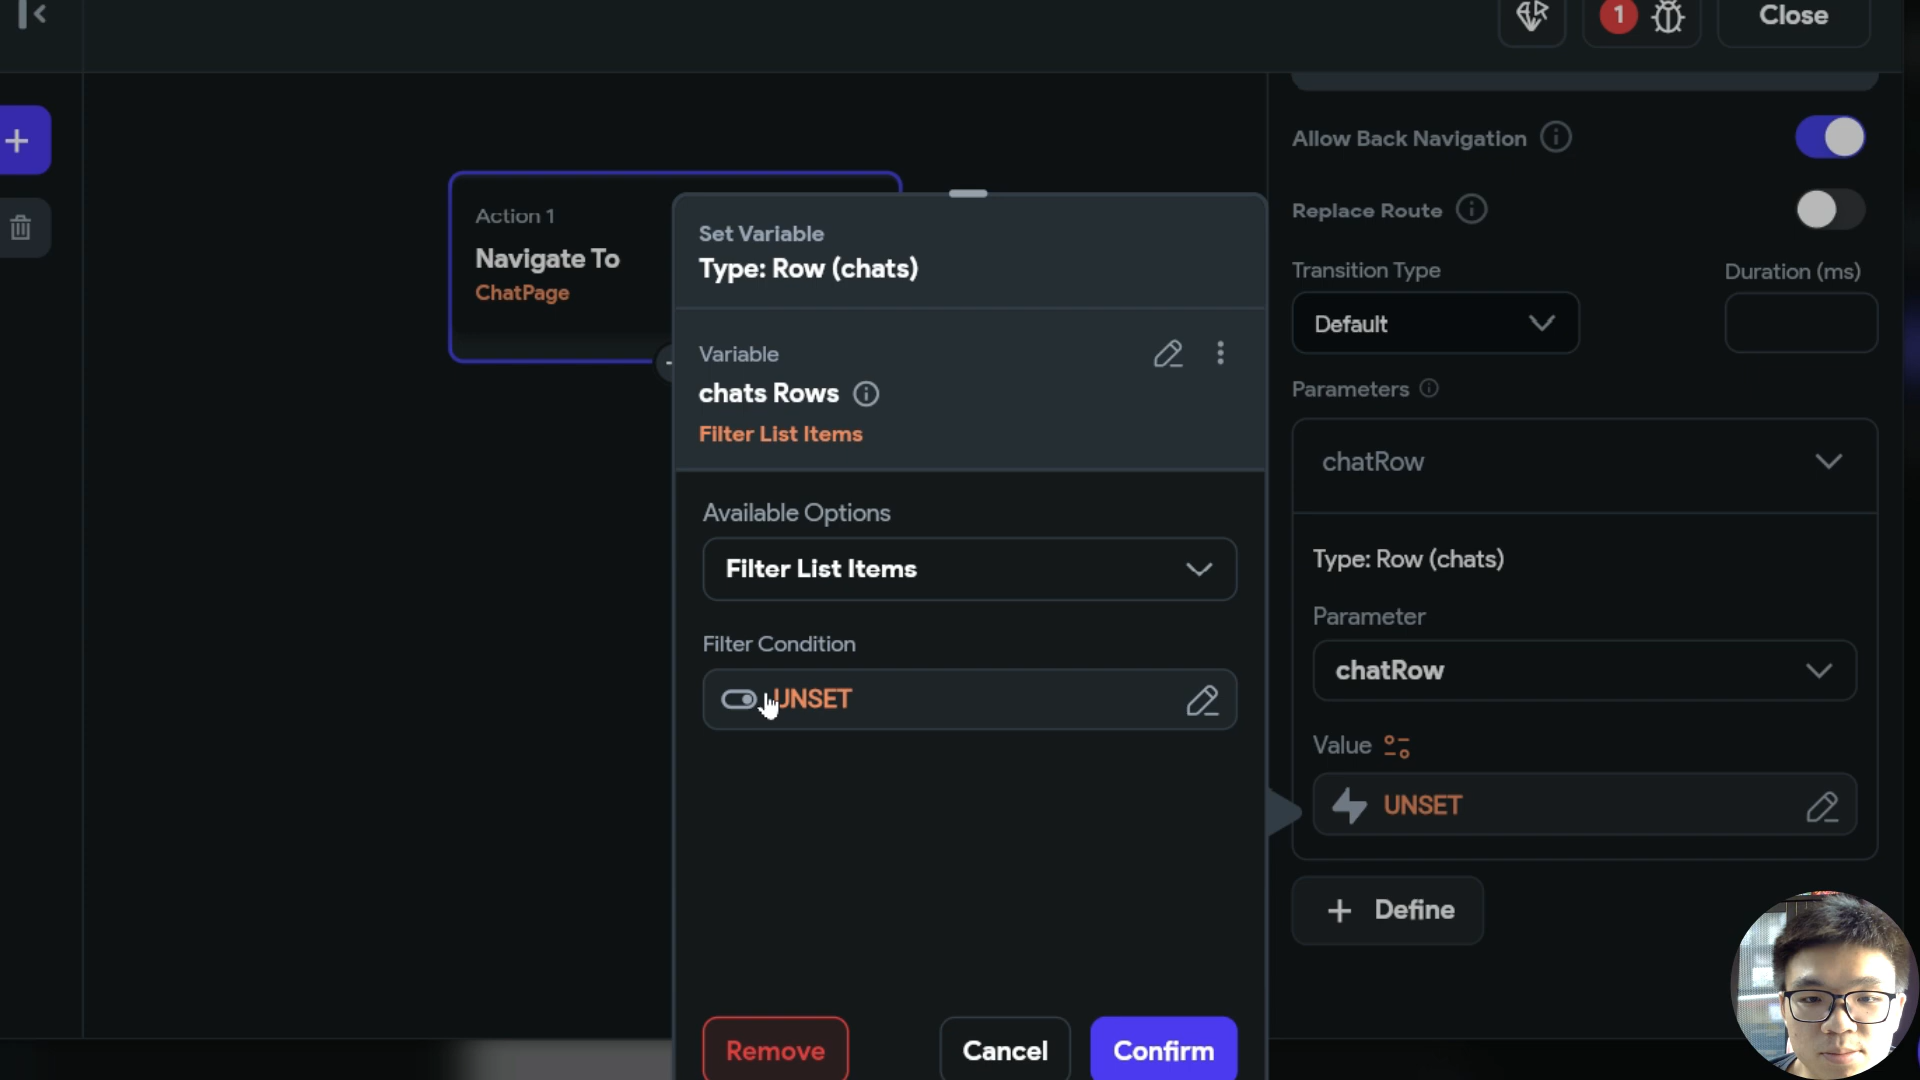 1
Close
Action 1
Navigate To
ChatPage
Set Variable
Type: Row (chats)
Variable
chats Rows
Filter List Items
Available Options
Filter List Items
Filter Condition
UNSET
Remove
Cancel
Confirm
Allow Back Navigation
Replace Route
Transition Type
Duration (ms)
Default
Parameters
chatRow
Type: Row (chats)
Parameter
chatRow
Value
UNSET
+ Define